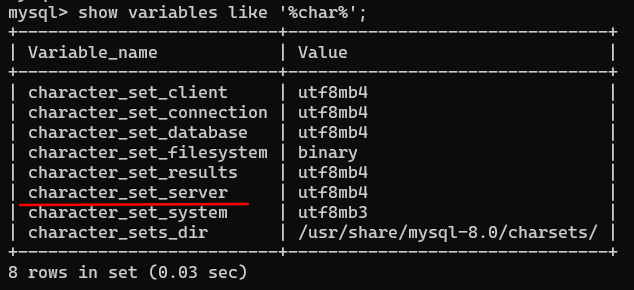 mysql> show variables like '%char%';
+--------------------------+--------------------------------+
| Variable_name            | Value                          |
+--------------------------+--------------------------------+
| character_set_client     | utf8mb4                        |
| character_set_connection | utf8mb4                        |
| character_set_database   | utf8mb4                        |
| character_set_filesystem | binary                         |
| character_set_results    | utf8mb4                        |
| character_set_server     | utf8mb4                        |
| character_set_system     | utf8mb3                        |
| character_sets_dir       | /usr/share/mysql-8.0/charsets/ |
+--------------------------+--------------------------------+
8 rows in set (0.03 sec)